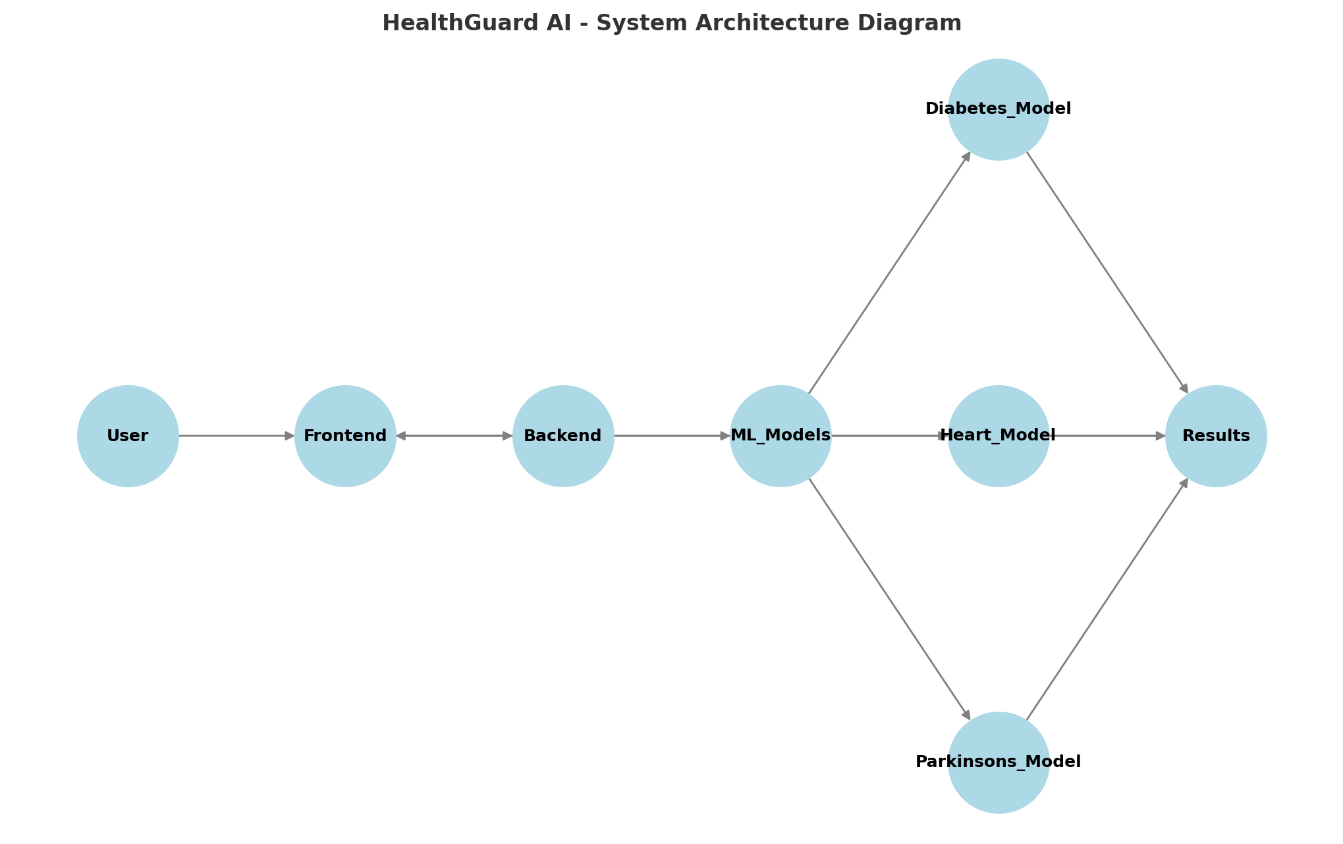 HealthGuard AI - System Architecture Diagram
Diabetes_Model
User
Frontend
Backend
ML_Models
Heart_Model
Results
Parkinsons_Model